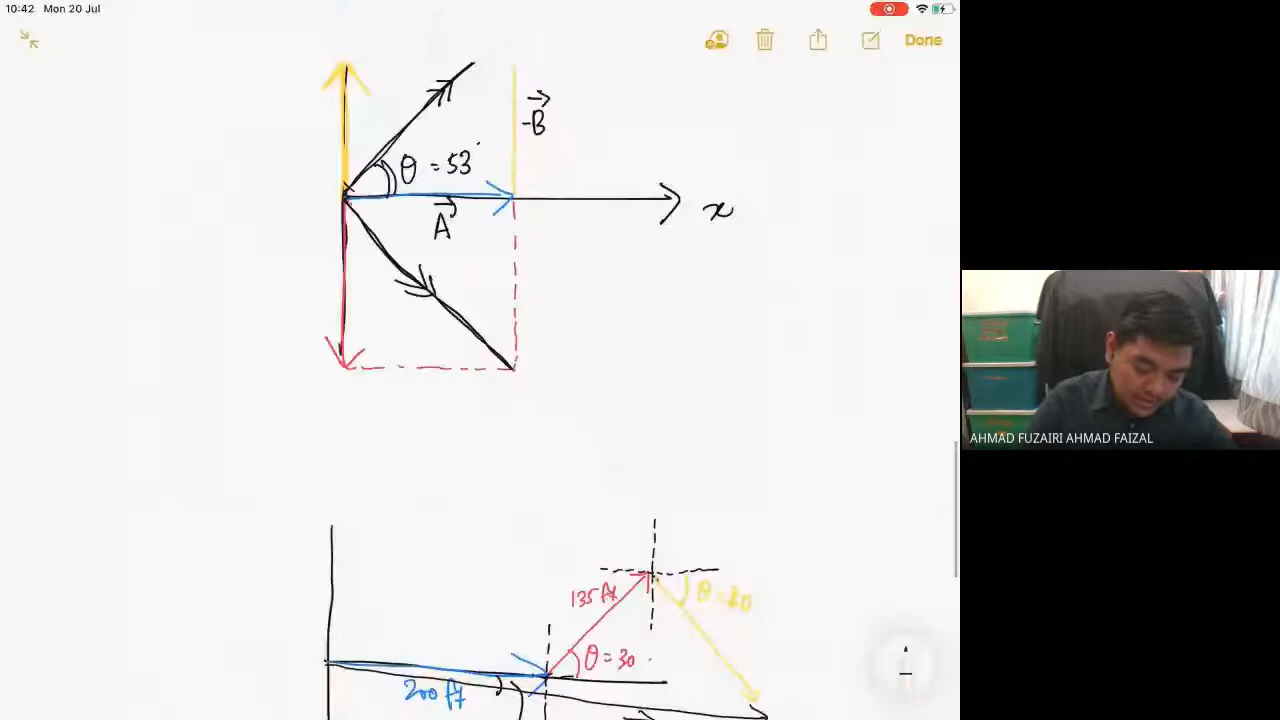 10:42 Mon 20 Jul
Done
→
-B
θ = 53°
A
x
135 ft
θ = 30
200 ft
AHMAD FUZAIRI AHMAD FAIZAL